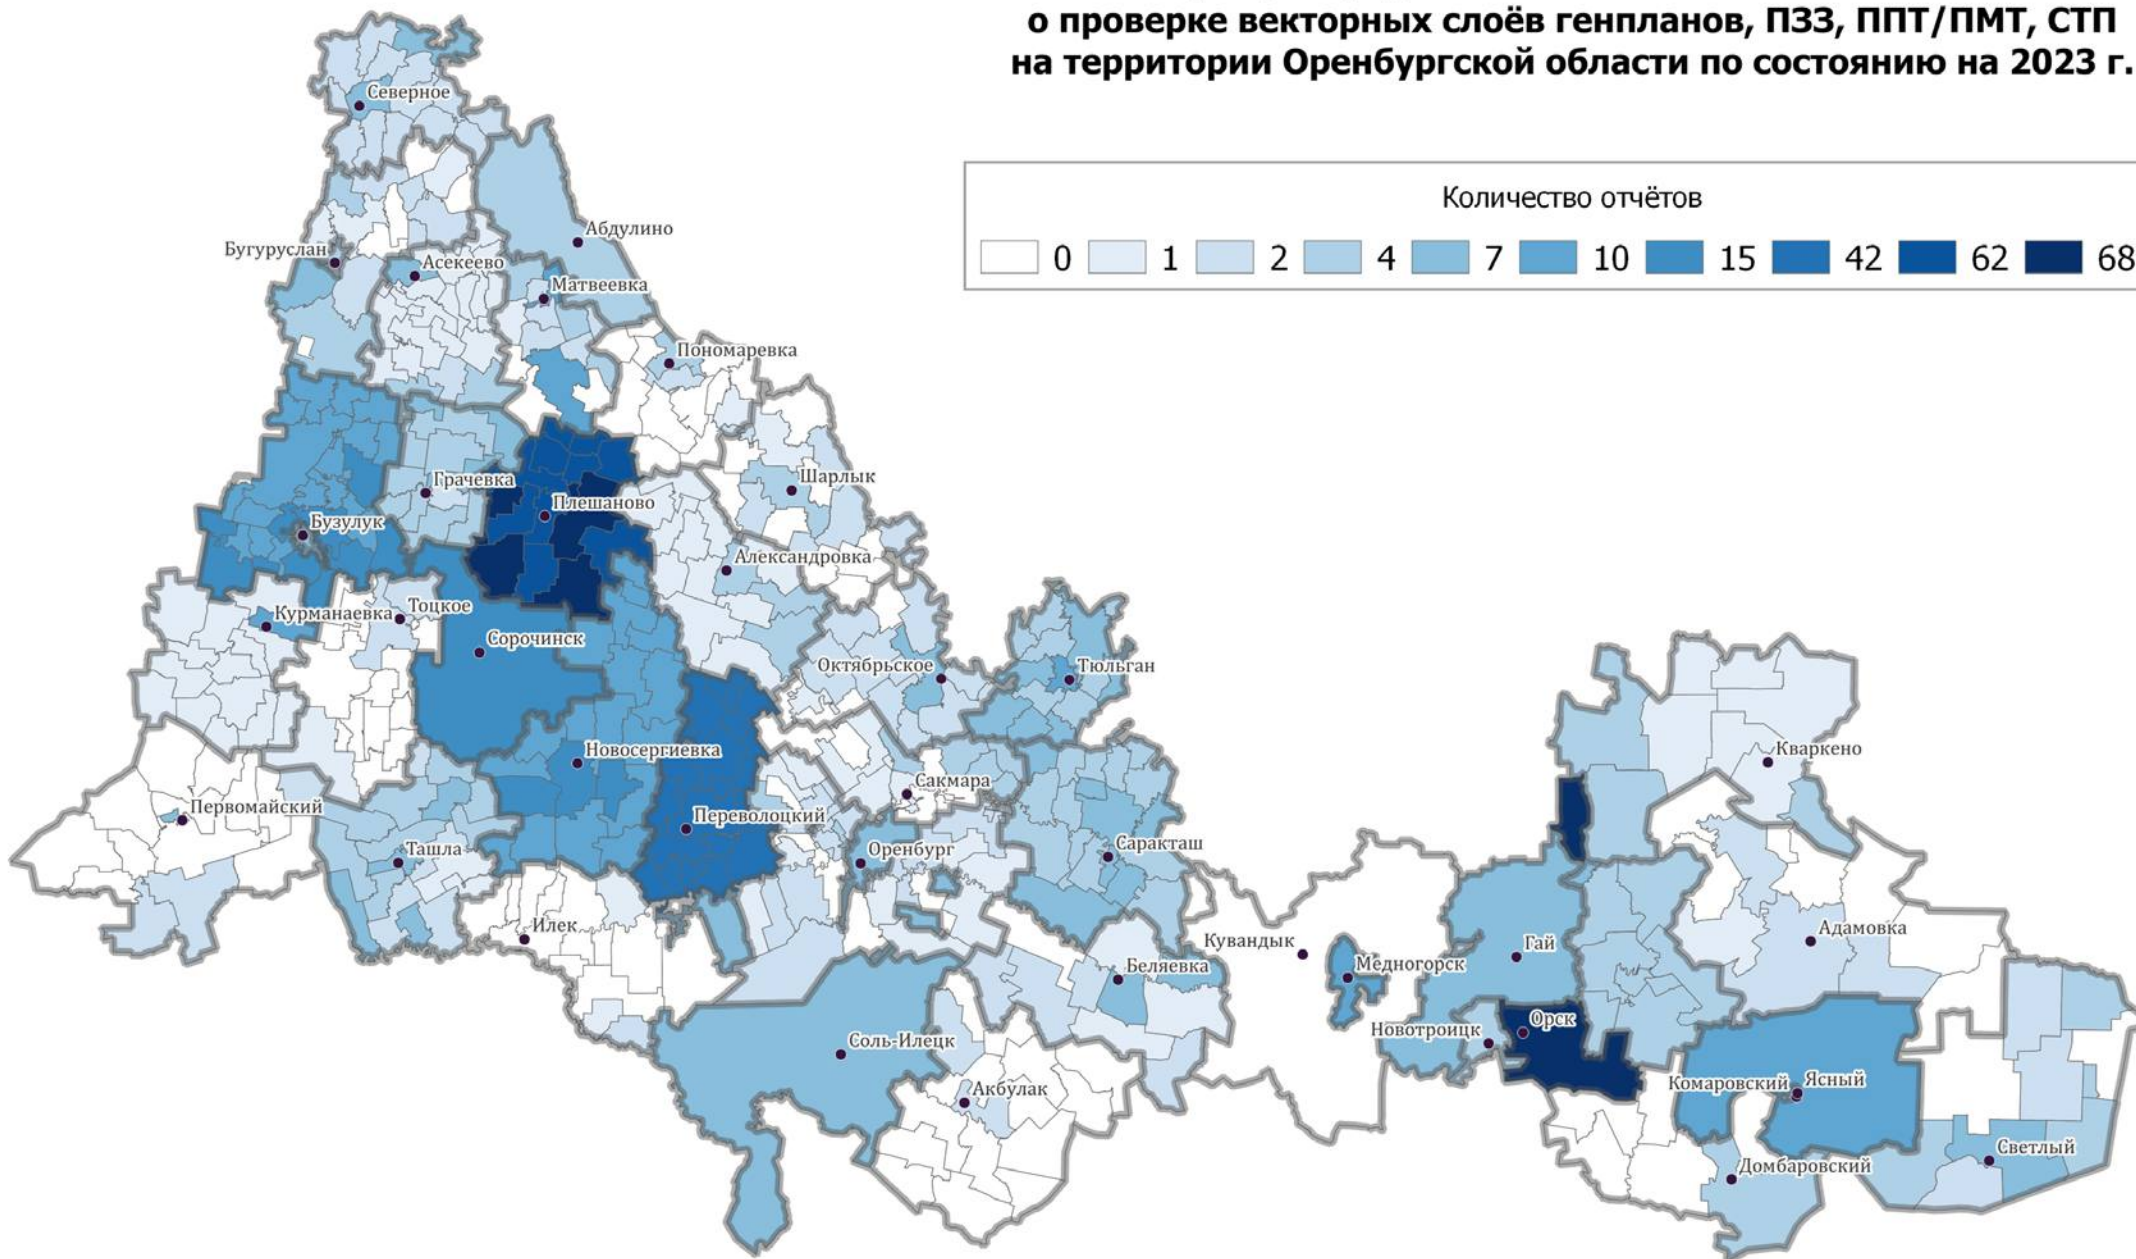 о проверке векторных слоёв генпланов, ПЗЗ, ППТ/ПМТ, СТП
на территории Оренбургской области по состоянию на 2023 г.
Количество отчётов
0 1 2 4 7 10 15 42 62 68
Северное
Абдулино
Бугуруслан
Асекеево
Матвеевка
Пономаревка
Шарлык
Грачевка
Плешаново
Бузулук
Александровка
Курманаевка
Тоцкое
Сорочинск
Октябрьское
Тюльган
Новосергиевка
Кваркено
Сакмара
Первомайский
Переволоцкий
Ташла
Оренбург
Саракташ
Илек
Адамовка
Кувандык
Гай
Беляевка
Медногорск
Орск
Новотроицк
Соль-Илецк
Акбулак
Комаровский
Ясный
Светлый
Домбаровский